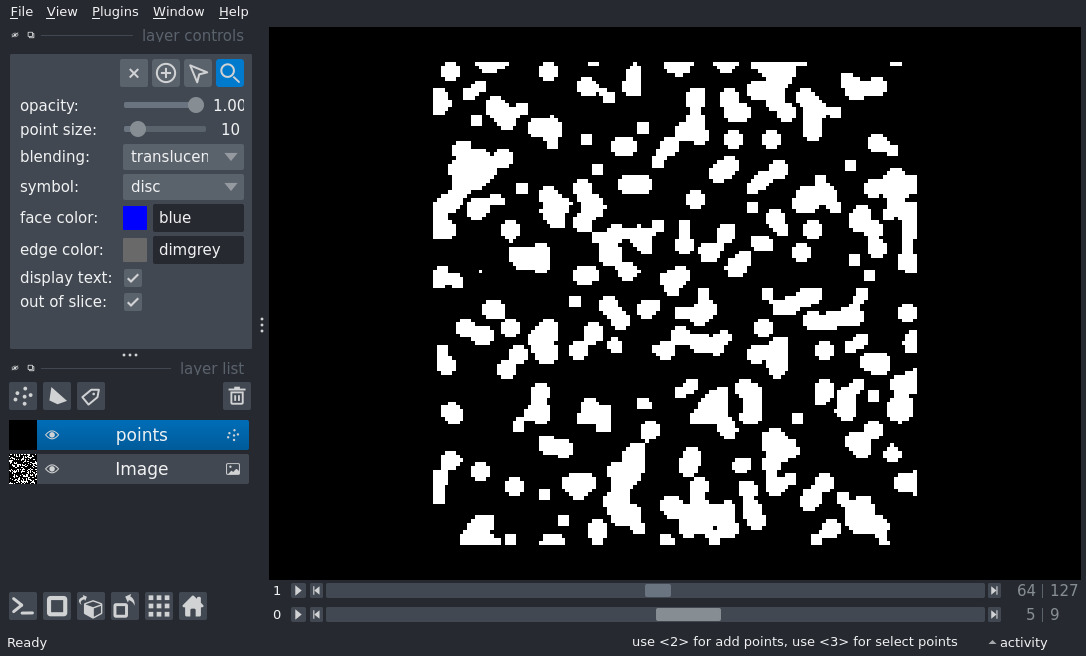 File View Plugins Window Help
layer controls
opacity: 1.00
point size: 10
blending: translucen
symbol: disc
face color: blue
edge color: dimgrey
display text:
out of slice:
layer list
points
Image
1 64 | 127
0 5 | 9
Ready use <2> for add points, use <3> for select points activity